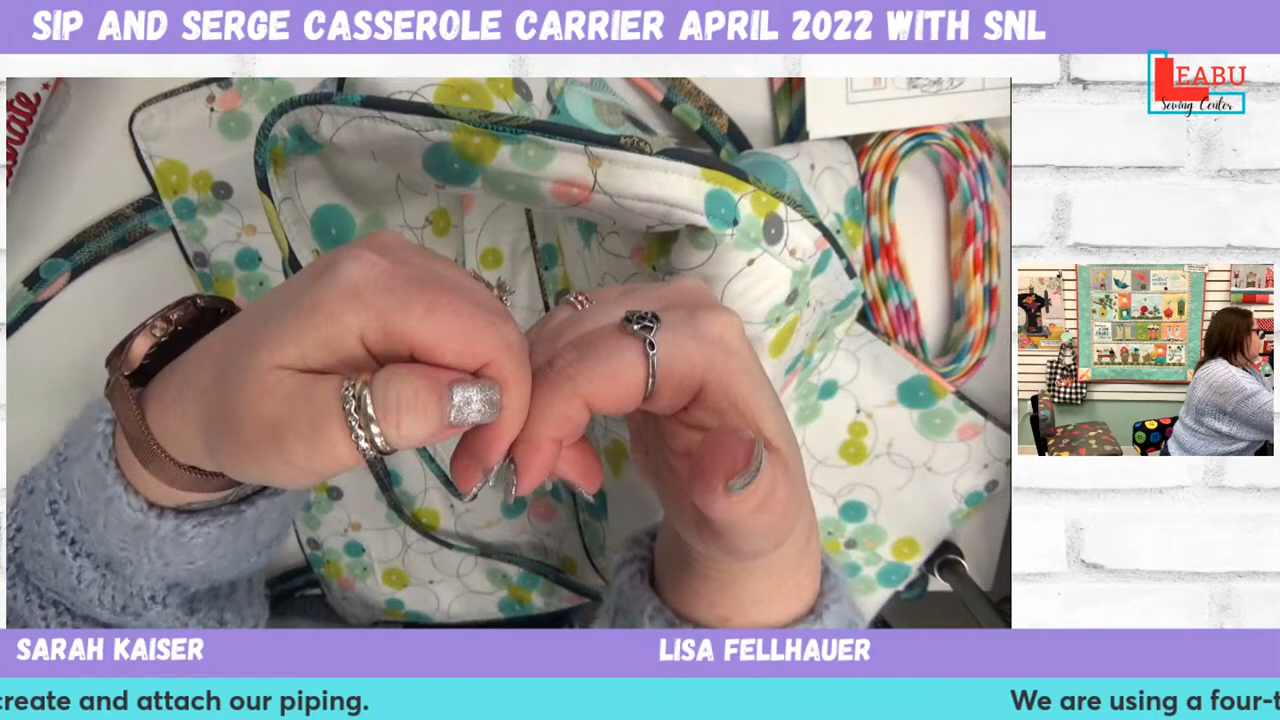 SIP AND SERGE CASSEROLE CARRIER APRIL 2022 WITH SNL
LEABU
Sewing Center
SARAH KAISER
LISA FELLHAUER
create and attach our piping.
We are using a four-t